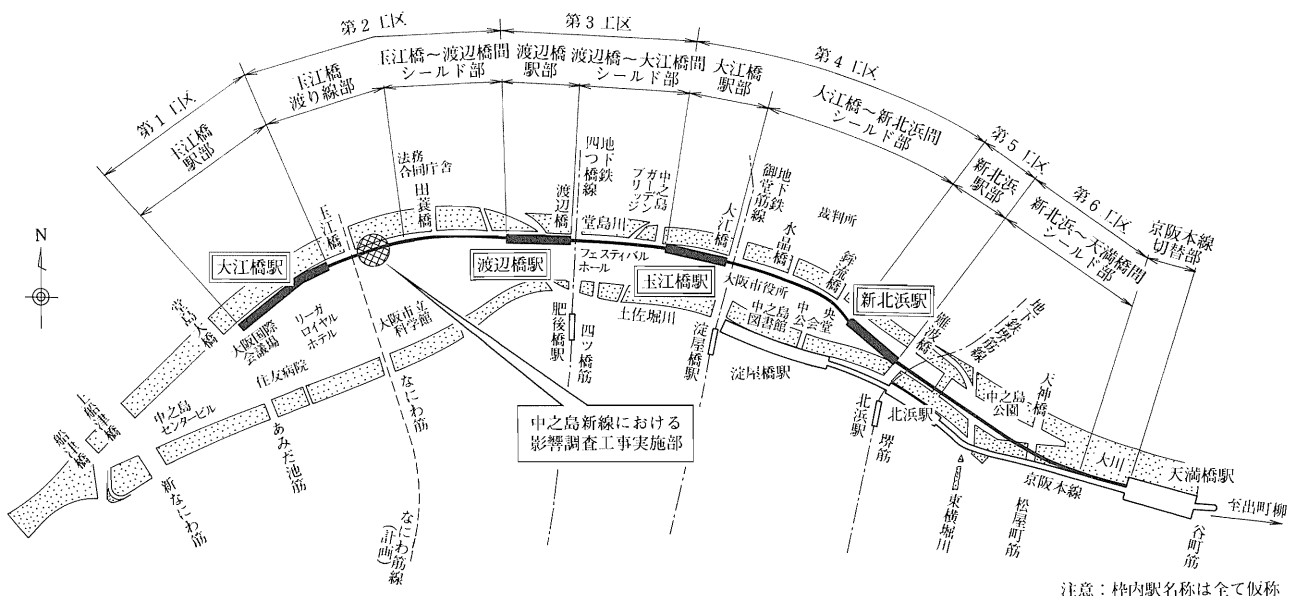 第1工区
第2工区
第3工区
第4工区
第5工区
第6工区
玉江橋
駅部
玉江橋
渡り線部
玉江橋～渡辺橋間
シールド部
渡辺橋
駅部
渡辺橋～大江橋間
シールド部
大江橋
駅部
大江橋～新北浜間
シールド部
新北浜
駅部
新北浜～天満橋間
シールド部
京阪本線
切替部
N
法務
合同庁舎
田蓑橋
玉江橋
渡辺橋
地下鉄
四つ橋線
堂島川
中之島
ガーデン
ブリッジ
大江橋
地下鉄
御堂筋線
水晶橋
裁判所
鉾流橋
大江橋駅
渡辺橋駅
フェスティバル
ホール
玉江橋駅
大阪市役所
新北浜駅
中之島
図書館
中央
公会堂
難波橋
地下鉄堺筋線
堂島大橋
大阪国際
会議場
リーガ
ロイヤル
ホテル
大阪市立
科学館
住友病院
中之島
センタービル
上船津橋
船津橋
新なにわ筋
あみだ池筋
なにわ筋
なにわ筋線
(計画)
肥後橋駅
四ツ橋筋
土佐堀川
淀屋橋駅
淀屋橋駅
北浜駅
北浜駅
堺筋
中之島
公園
天神橋
大川
天満橋駅
京阪本線
東横堀川
松屋町筋
谷町筋
至出町柳
中之島新線における
影響調査工事実施部
注意：枠内駅名称は全て仮称